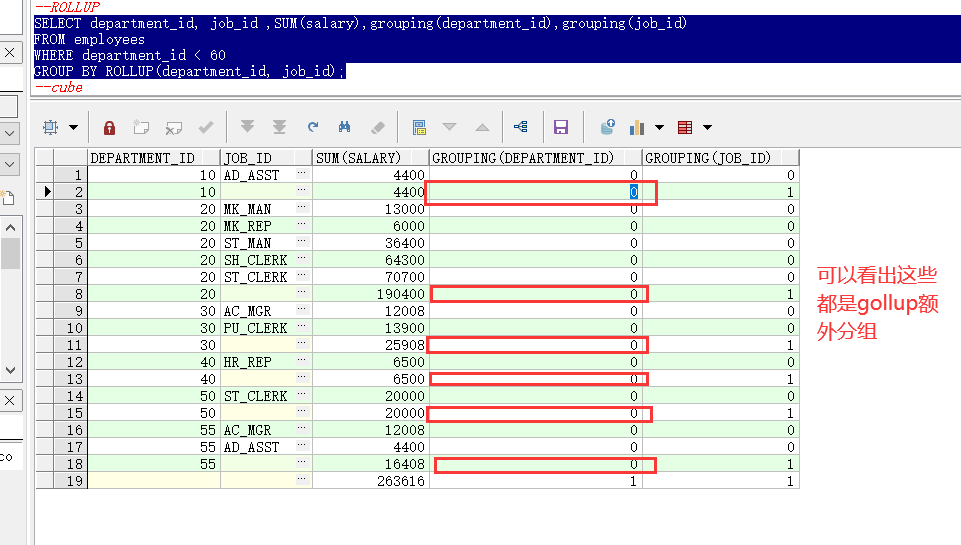 --ROLLUP
SELECT department_id, job_id ,SUM(salary),grouping(department_id),grouping(job_id)
FROM employees
WHERE department_id < 60
GROUP BY ROLLUP(department_id, job_id);
--cube
DEPARTMENT_ID JOB_ID SUM(SALARY) GROUPING(DEPARTMENT_ID) GROUPING(JOB_ID)
1 10 AD_ASST ... 4400 0 0
2 10 ... 4400 0 1
3 20 MK_MAN ... 13000 0 0
4 20 MK_REP ... 6000 0 0
5 20 ST_MAN ... 36400 0 0
6 20 SH_CLERK ... 64300 0 0
7 20 ST_CLERK ... 70700 0 0
8 20 ... 190400 0 1
9 30 AC_MGR ... 12008 0 0
10 30 PU_CLERK ... 13900 0 0
11 30 ... 25908 0 1
12 40 HR_REP ... 6500 0 0
13 40 ... 6500 0 1
14 50 ST_CLERK ... 20000 0 0
15 50 ... 20000 0 1
16 55 AC_MGR ... 12008 0 0
17 55 AD_ASST ... 4400 0 0
18 55 ... 16408 0 1
19 ... 263616 1 1
可以看出这些
都是gollup额
外分组
co